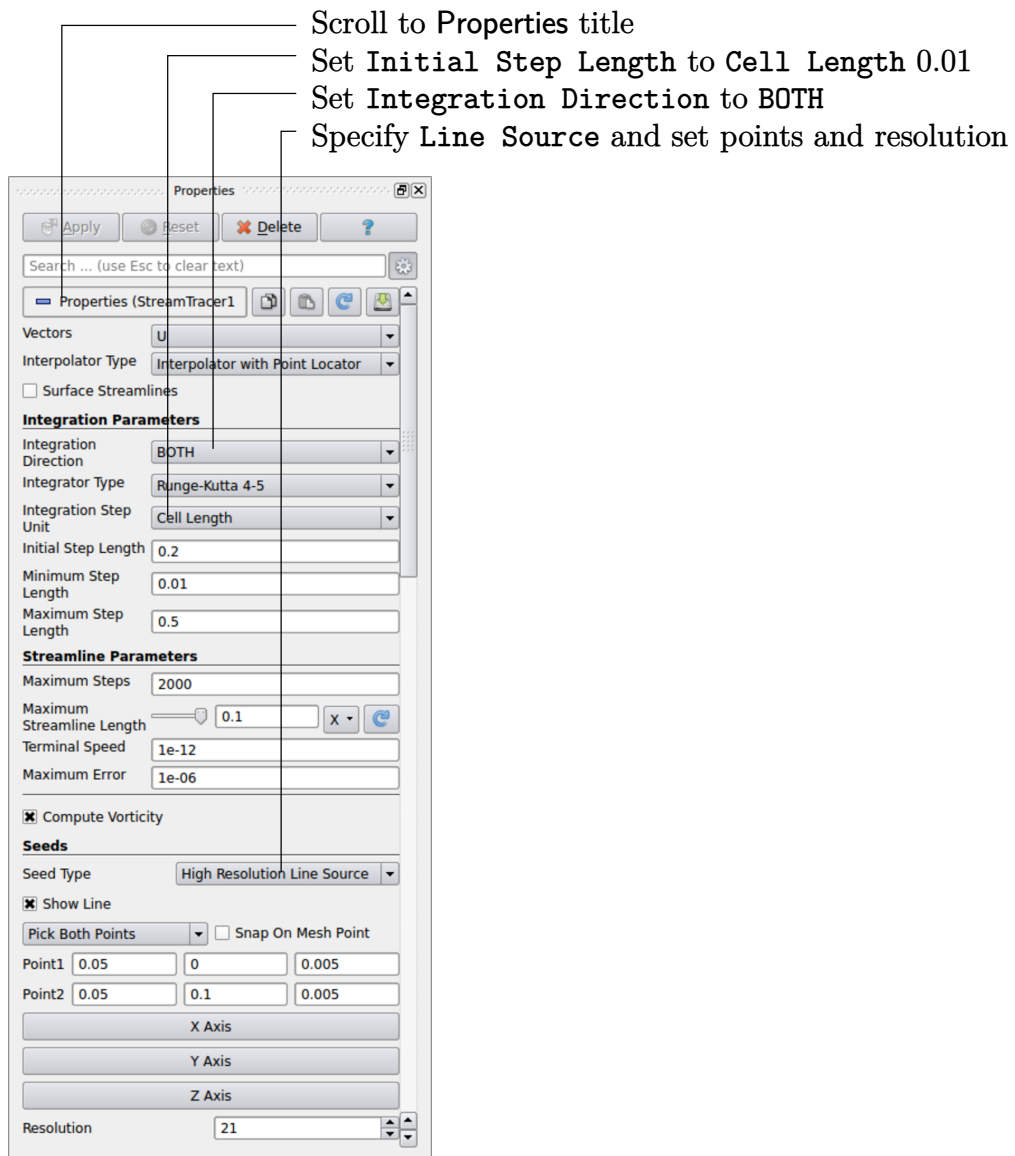 Scroll to Properties title
Set Initial Step Length to Cell Length 0.01
Set Integration Direction to BOTH
Specify Line Source and set points and resolution
Properties
Apply Reset Delete ?
Search ... (use Esc to clear text)
Properties (StreamTracer1
Vectors U
Interpolator Type Interpolator with Point Locator
Surface Streamlines
Integration Parameters
Integration
Direction
BOTH
Integrator Type Runge-Kutta 4-5
Integration Step
Unit
Cell Length
Initial Step Length 0.2
Minimum Step
Length
0.01
Maximum Step
Length
0.5
Streamline Parameters
Maximum Steps 2000
Maximum
Streamline Length
0.1 X
Terminal Speed 1e-12
Maximum Error 1e-06
Compute Vorticity
Seeds
Seed Type High Resolution Line Source
Show Line
Pick Both Points Snap On Mesh Point
Point1 0.05 0 0.005
Point2 0.05 0.1 0.005
X Axis
Y Axis
Z Axis
Resolution 21